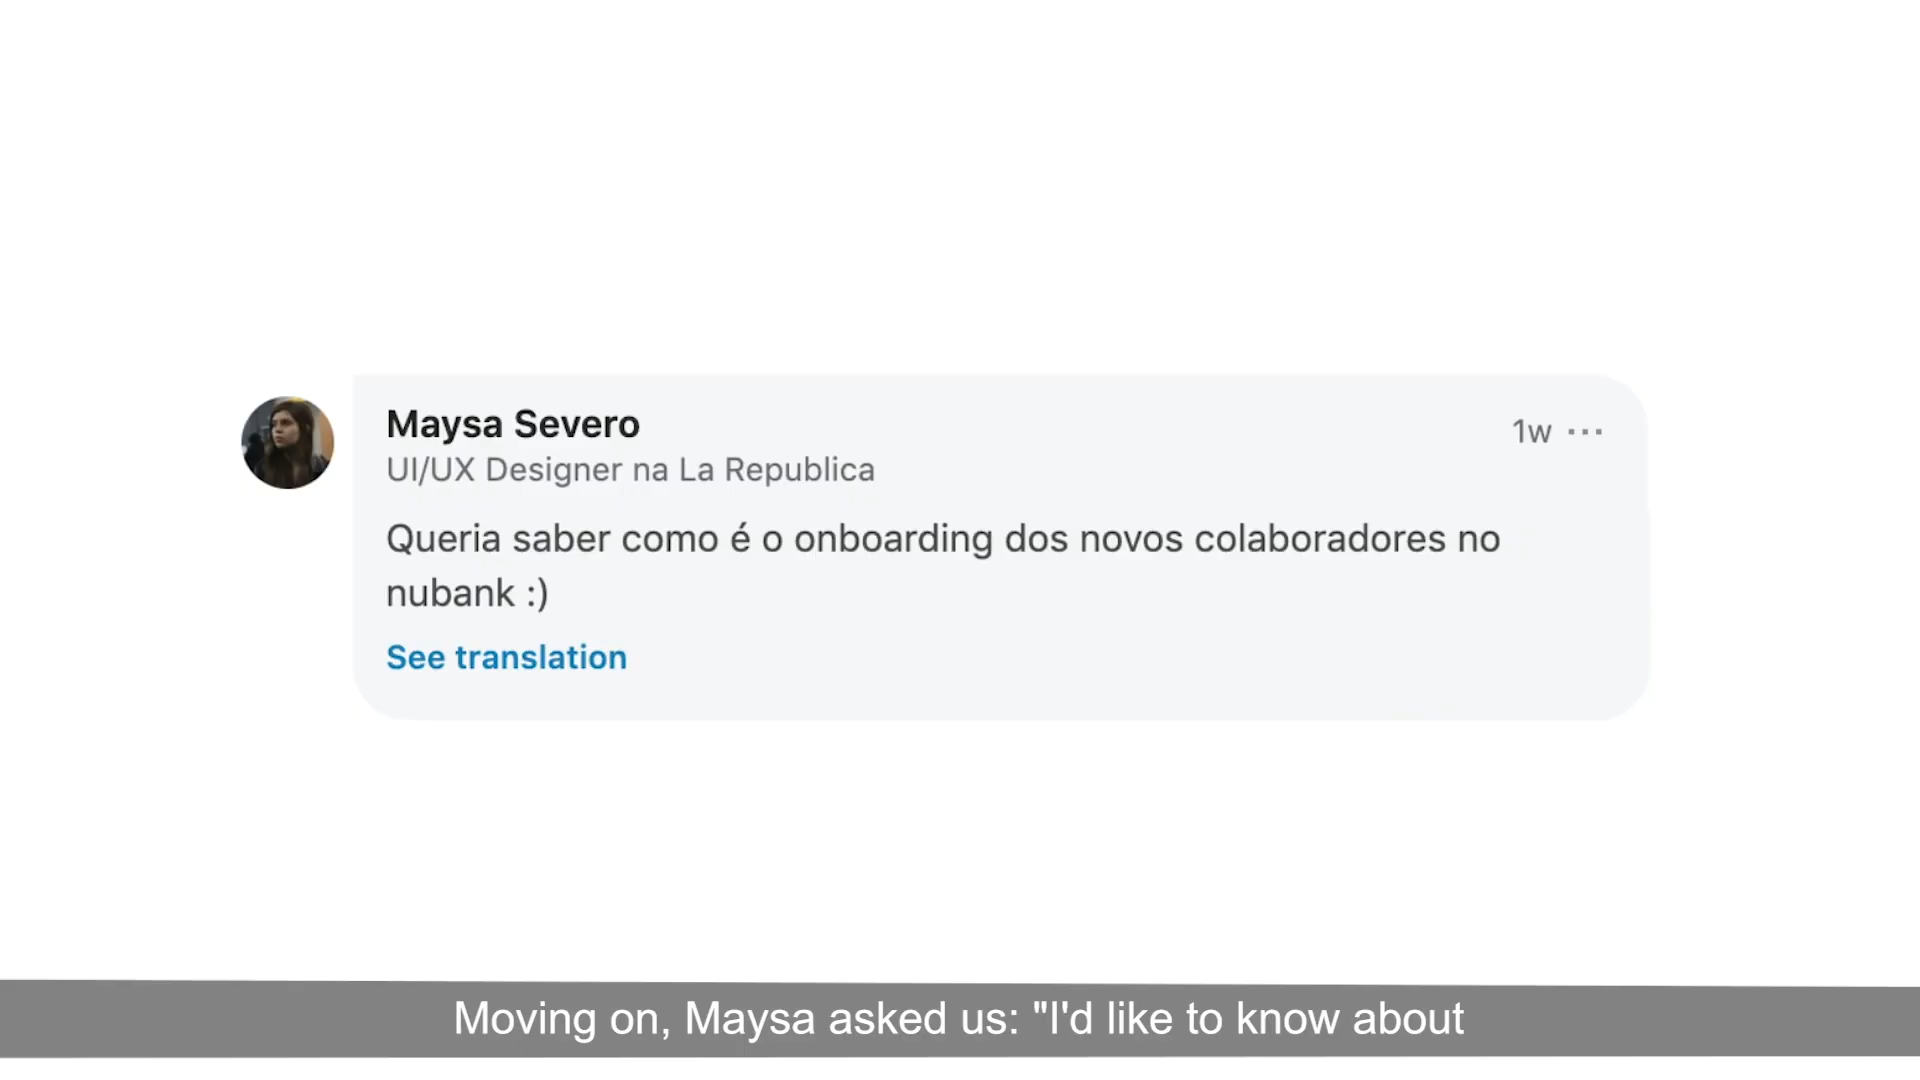 Maysa Severo
1w ...
UI/UX Designer na La Republica
Queria saber como é o onboarding dos novos colaboradores no
nubank :)
See translation
Moving on, Maysa asked us: "I'd like to know about